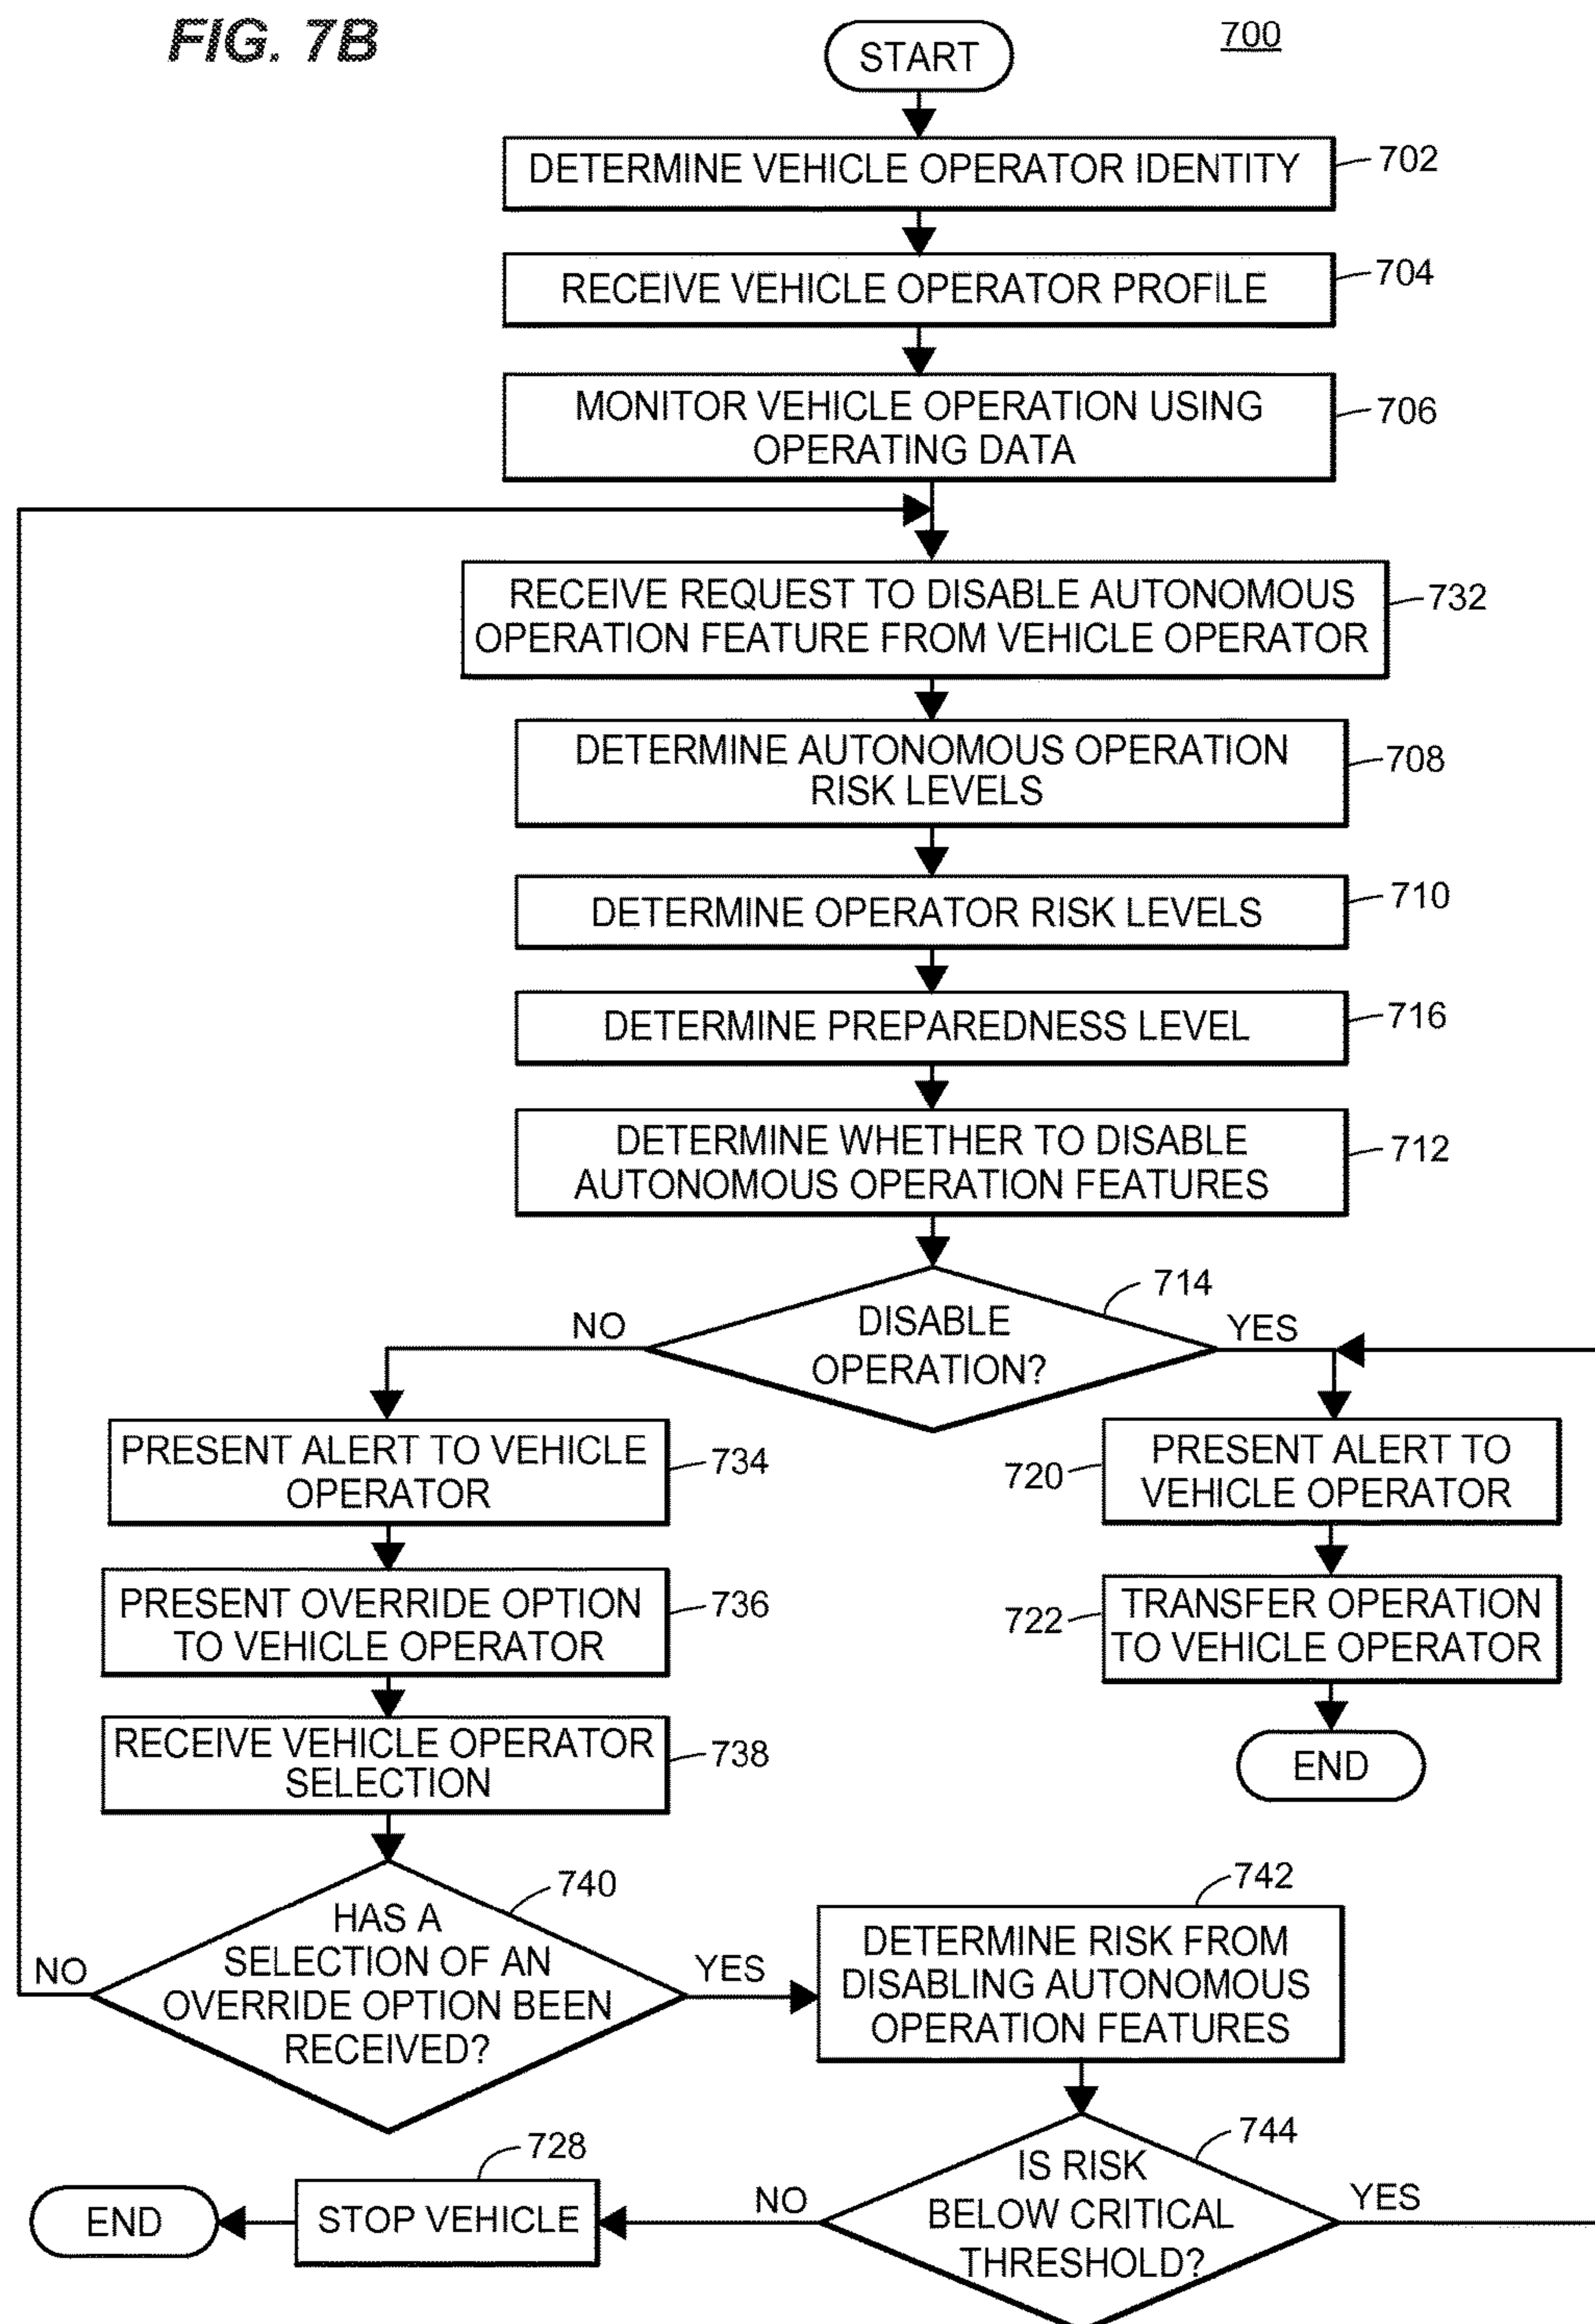 FIG. 7B
700
START
DETERMINE VEHICLE OPERATOR IDENTITY
702
RECEIVE VEHICLE OPERATOR PROFILE
704
MONITOR VEHICLE OPERATION USING
OPERATING DATA
706
RECEIVE REQUEST TO DISABLE AUTONOMOUS
OPERATION FEATURE FROM VEHICLE OPERATOR
732
DETERMINE AUTONOMOUS OPERATION
RISK LEVELS
708
DETERMINE OPERATOR RISK LEVELS
710
DETERMINE PREPAREDNESS LEVEL
716
DETERMINE WHETHER TO DISABLE
AUTONOMOUS OPERATION FEATURES
712
DISABLE
OPERATION?
714
NO
YES
PRESENT ALERT TO VEHICLE
OPERATOR
734
PRESENT ALERT TO
VEHICLE OPERATOR
720
PRESENT OVERRIDE OPTION
TO VEHICLE OPERATOR
736
TRANSFER OPERATION
TO VEHICLE OPERATOR
722
RECEIVE VEHICLE OPERATOR
SELECTION
738
END
HAS A
SELECTION OF AN
OVERRIDE OPTION BEEN
RECEIVED?
740
NO
YES
DETERMINE RISK FROM
DISABLING AUTONOMOUS
OPERATION FEATURES
742
IS RISK
BELOW CRITICAL
THRESHOLD?
744
NO
YES
STOP VEHICLE
728
END